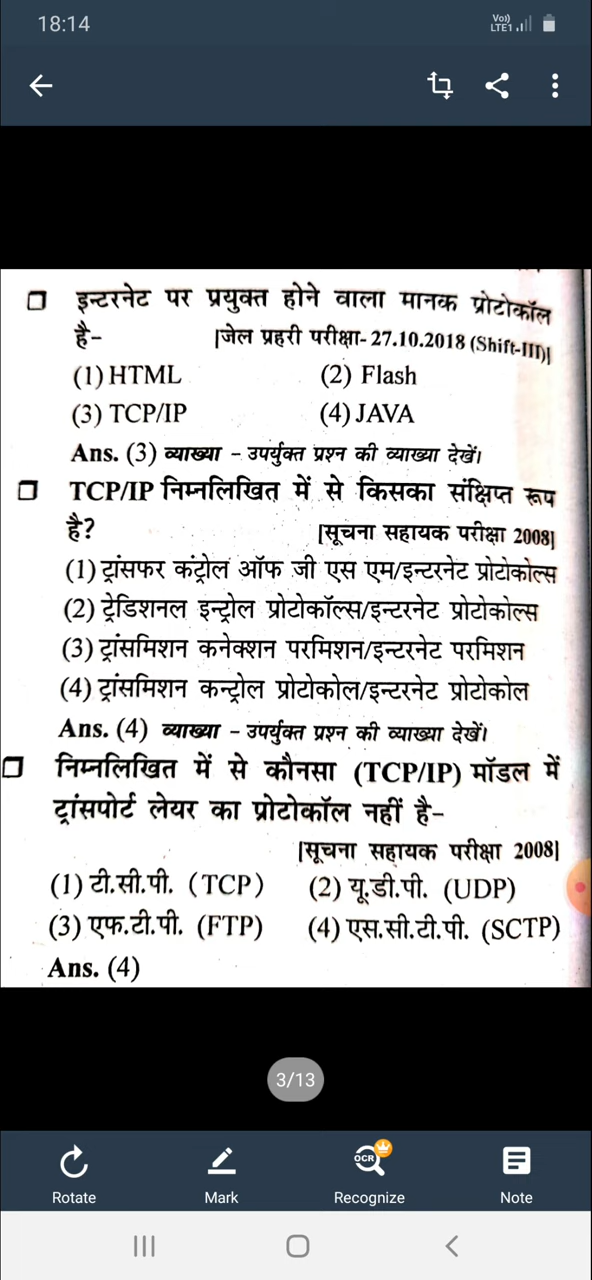 18:14
Vo)) LTE1
❐ इन्टरनेट पर प्रयुक्त होने वाला मानक प्रोटोकॉल
है– [जेल प्रहरी परीक्षा- 27.10.2018 (Shift-III)]
(1) HTML (2) Flash
(3) TCP/IP (4) JAVA
Ans. (3) व्याख्या – उपर्युक्त प्रश्न की व्याख्या देखें।
❐ TCP/IP निम्नलिखित में से किसका संक्षिप्त रूप
है? [सूचना सहायक परीक्षा 2008]
(1) ट्रांसफर कंट्रोल ऑफ जी एस एम/इन्टरनेट प्रोटोकोल्स
(2) ट्रेडिशनल इन्ट्रोल प्रोटोकॉल्स/इन्टरनेट प्रोटोकोल्स
(3) ट्रांसमिशन कनेक्शन परमिशन/इन्टरनेट परमिशन
(4) ट्रांसमिशन कन्ट्रोल प्रोटोकोल/इन्टरनेट प्रोटोकोल
Ans. (4) व्याख्या – उपर्युक्त प्रश्न की व्याख्या देखें।
❐ निम्नलिखित में से कौनसा (TCP/IP) मॉडल में
ट्रांसपोर्ट लेयर का प्रोटोकॉल नहीं है–
[सूचना सहायक परीक्षा 2008]
(1) टी.सी.पी. (TCP) (2) यू.डी.पी. (UDP)
(3) एफ.टी.पी. (FTP) (4) एस.सी.टी.पी. (SCTP)
Ans. (4)
3/13
Rotate Mark OCR Recognize Note